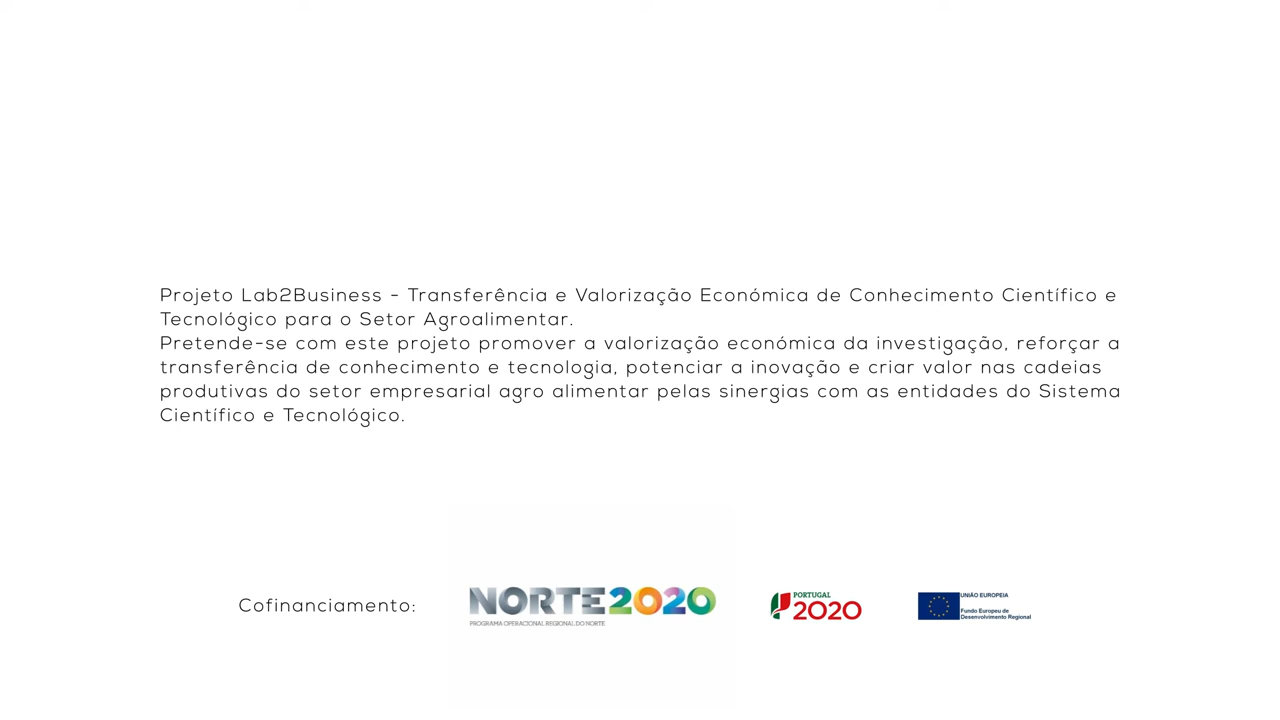 Projeto Lab2Business - Transferência e Valorização Económica de Conhecimento Científico e
Tecnológico para o Setor Agroalimentar.
Pretende-se com este projeto promover a valorização económica da investigação, reforçar a
transferência de conhecimento e tecnologia, potenciar a inovação e criar valor nas cadeias
produtivas do setor empresarial agro alimentar pelas sinergias com as entidades do Sistema
Científico e Tecnológico.
Cofinanciamento:
NORTE2020
PROGRAMA OPERACIONAL REGIONAL DO NORTE
PORTUGAL
2020
UNIÃO EUROPEIA
Fundo Europeu de
Desenvolvimento Regional